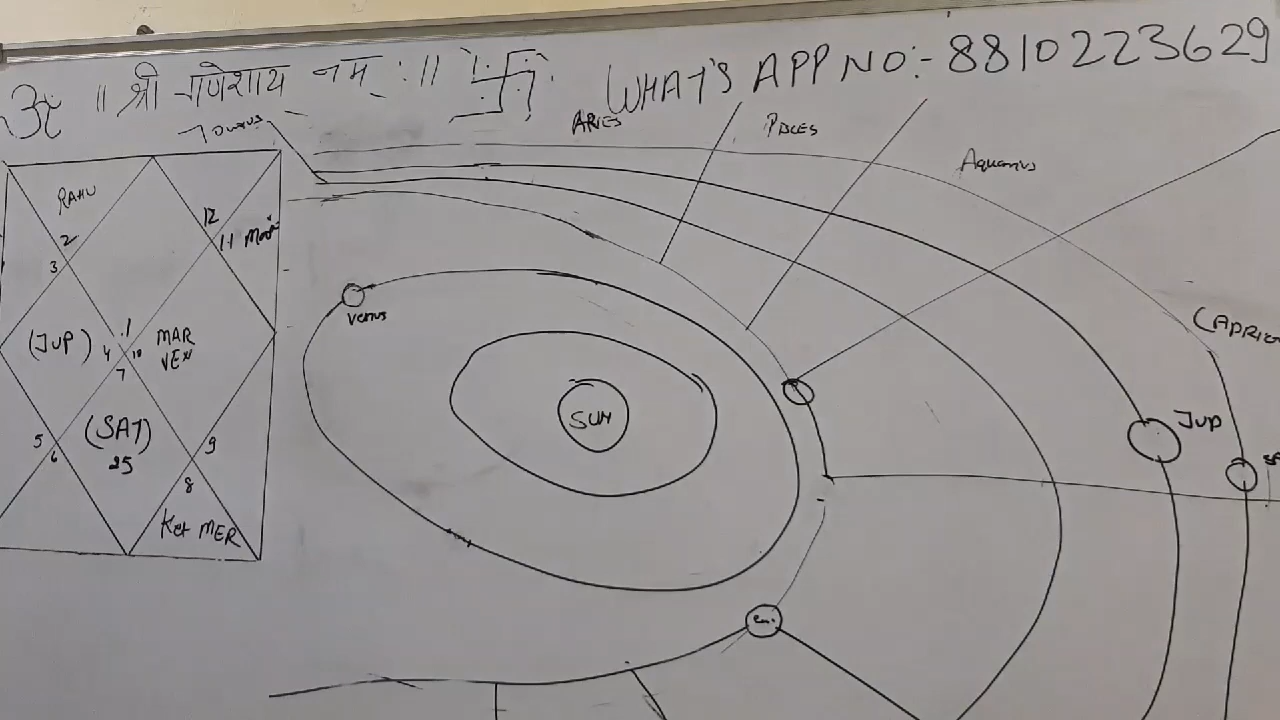 ॐ ॥ श्री गणेशाय नमः ॥ 卐 WHAT'S APP NO:- 8810223629
Taurus
ARIES
PISCES
Aquarius
CAPRIC
RAHU
2
3
12
11
(JUP)
1
4 10
7
MAR
VEN
(SAT)
25
5
6
9
8
Ket MER
Venus
SUN
Jup